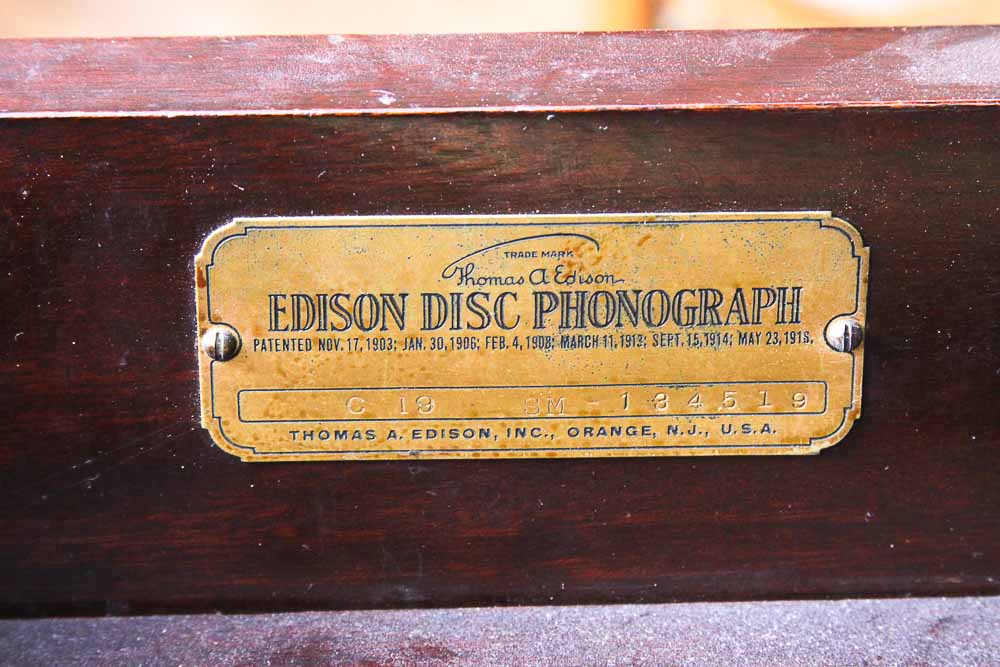 TRADE MARK
Thomas A Edison
EDISON DISC PHONOGRAPH
PATENTED NOV. 17, 1903; JAN. 30, 1906; FEB. 4, 1908; MARCH 11, 1913; SEPT. 15, 1914; MAY 23, 1916.
C 19 SM - 134519
THOMAS A. EDISON, INC., ORANGE, N.J., U.S.A.